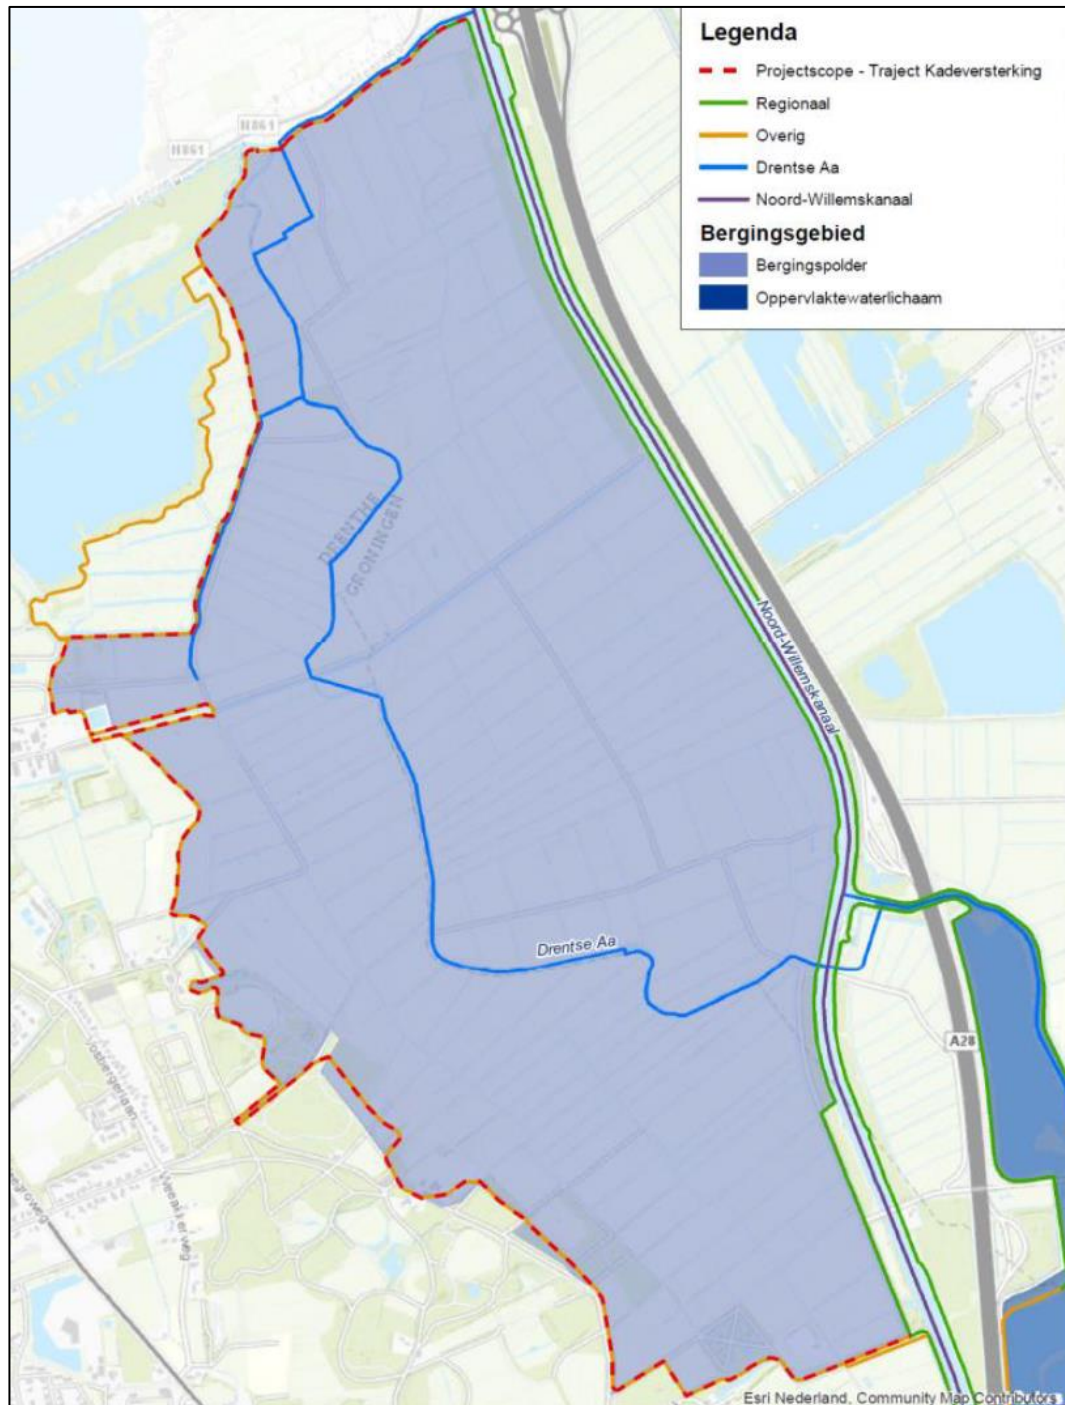 Legenda
Projectscope - Traject Kadeversterking
Regionaal
Overig
Drentse Aa
Noord-Willemskanaal
Bergingsgebied
Bergingspolder
Oppervlaktewaterlichaam
N861
N861
DRENTHE
GRONINGEN
Noord-Willemskanaal
Drentse Aa
A28
Esri Nederland, Community Map Contributors